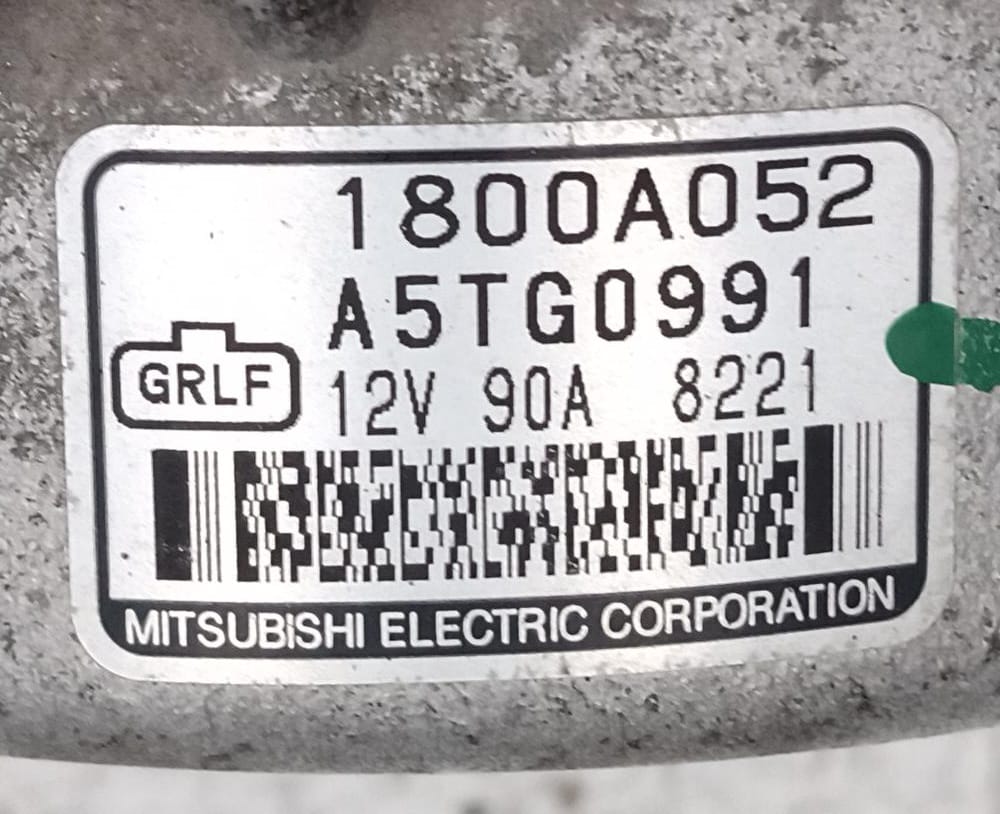 1800A052
A5TG0991
GRLF
12V 90A 8221
MITSUBISHI ELECTRIC CORPORATION